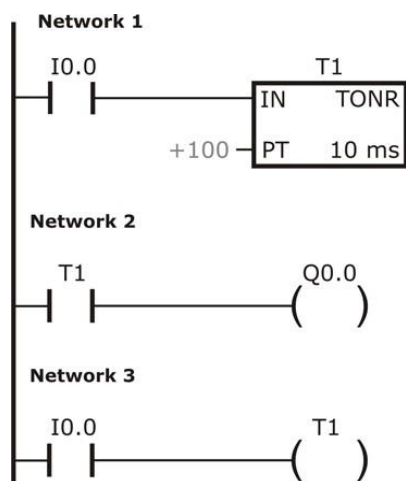 Network 1
I0.0
T1
IN TONR
+100 PT 10 ms
Network 2
T1
Q0.0
Network 3
I0.0
T1